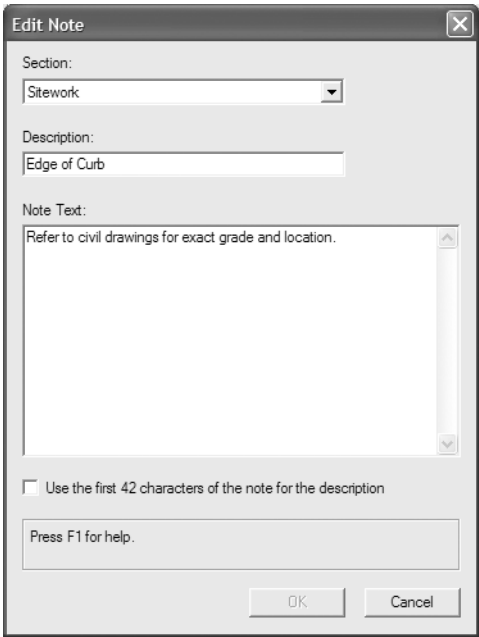 Edit Note
Section:
Sitework
Description:
Edge of Curb
Note Text:
Refer to civil drawings for exact grade and location.
Use the first 42 characters of the note for the description
Press F1 for help.
OK
Cancel